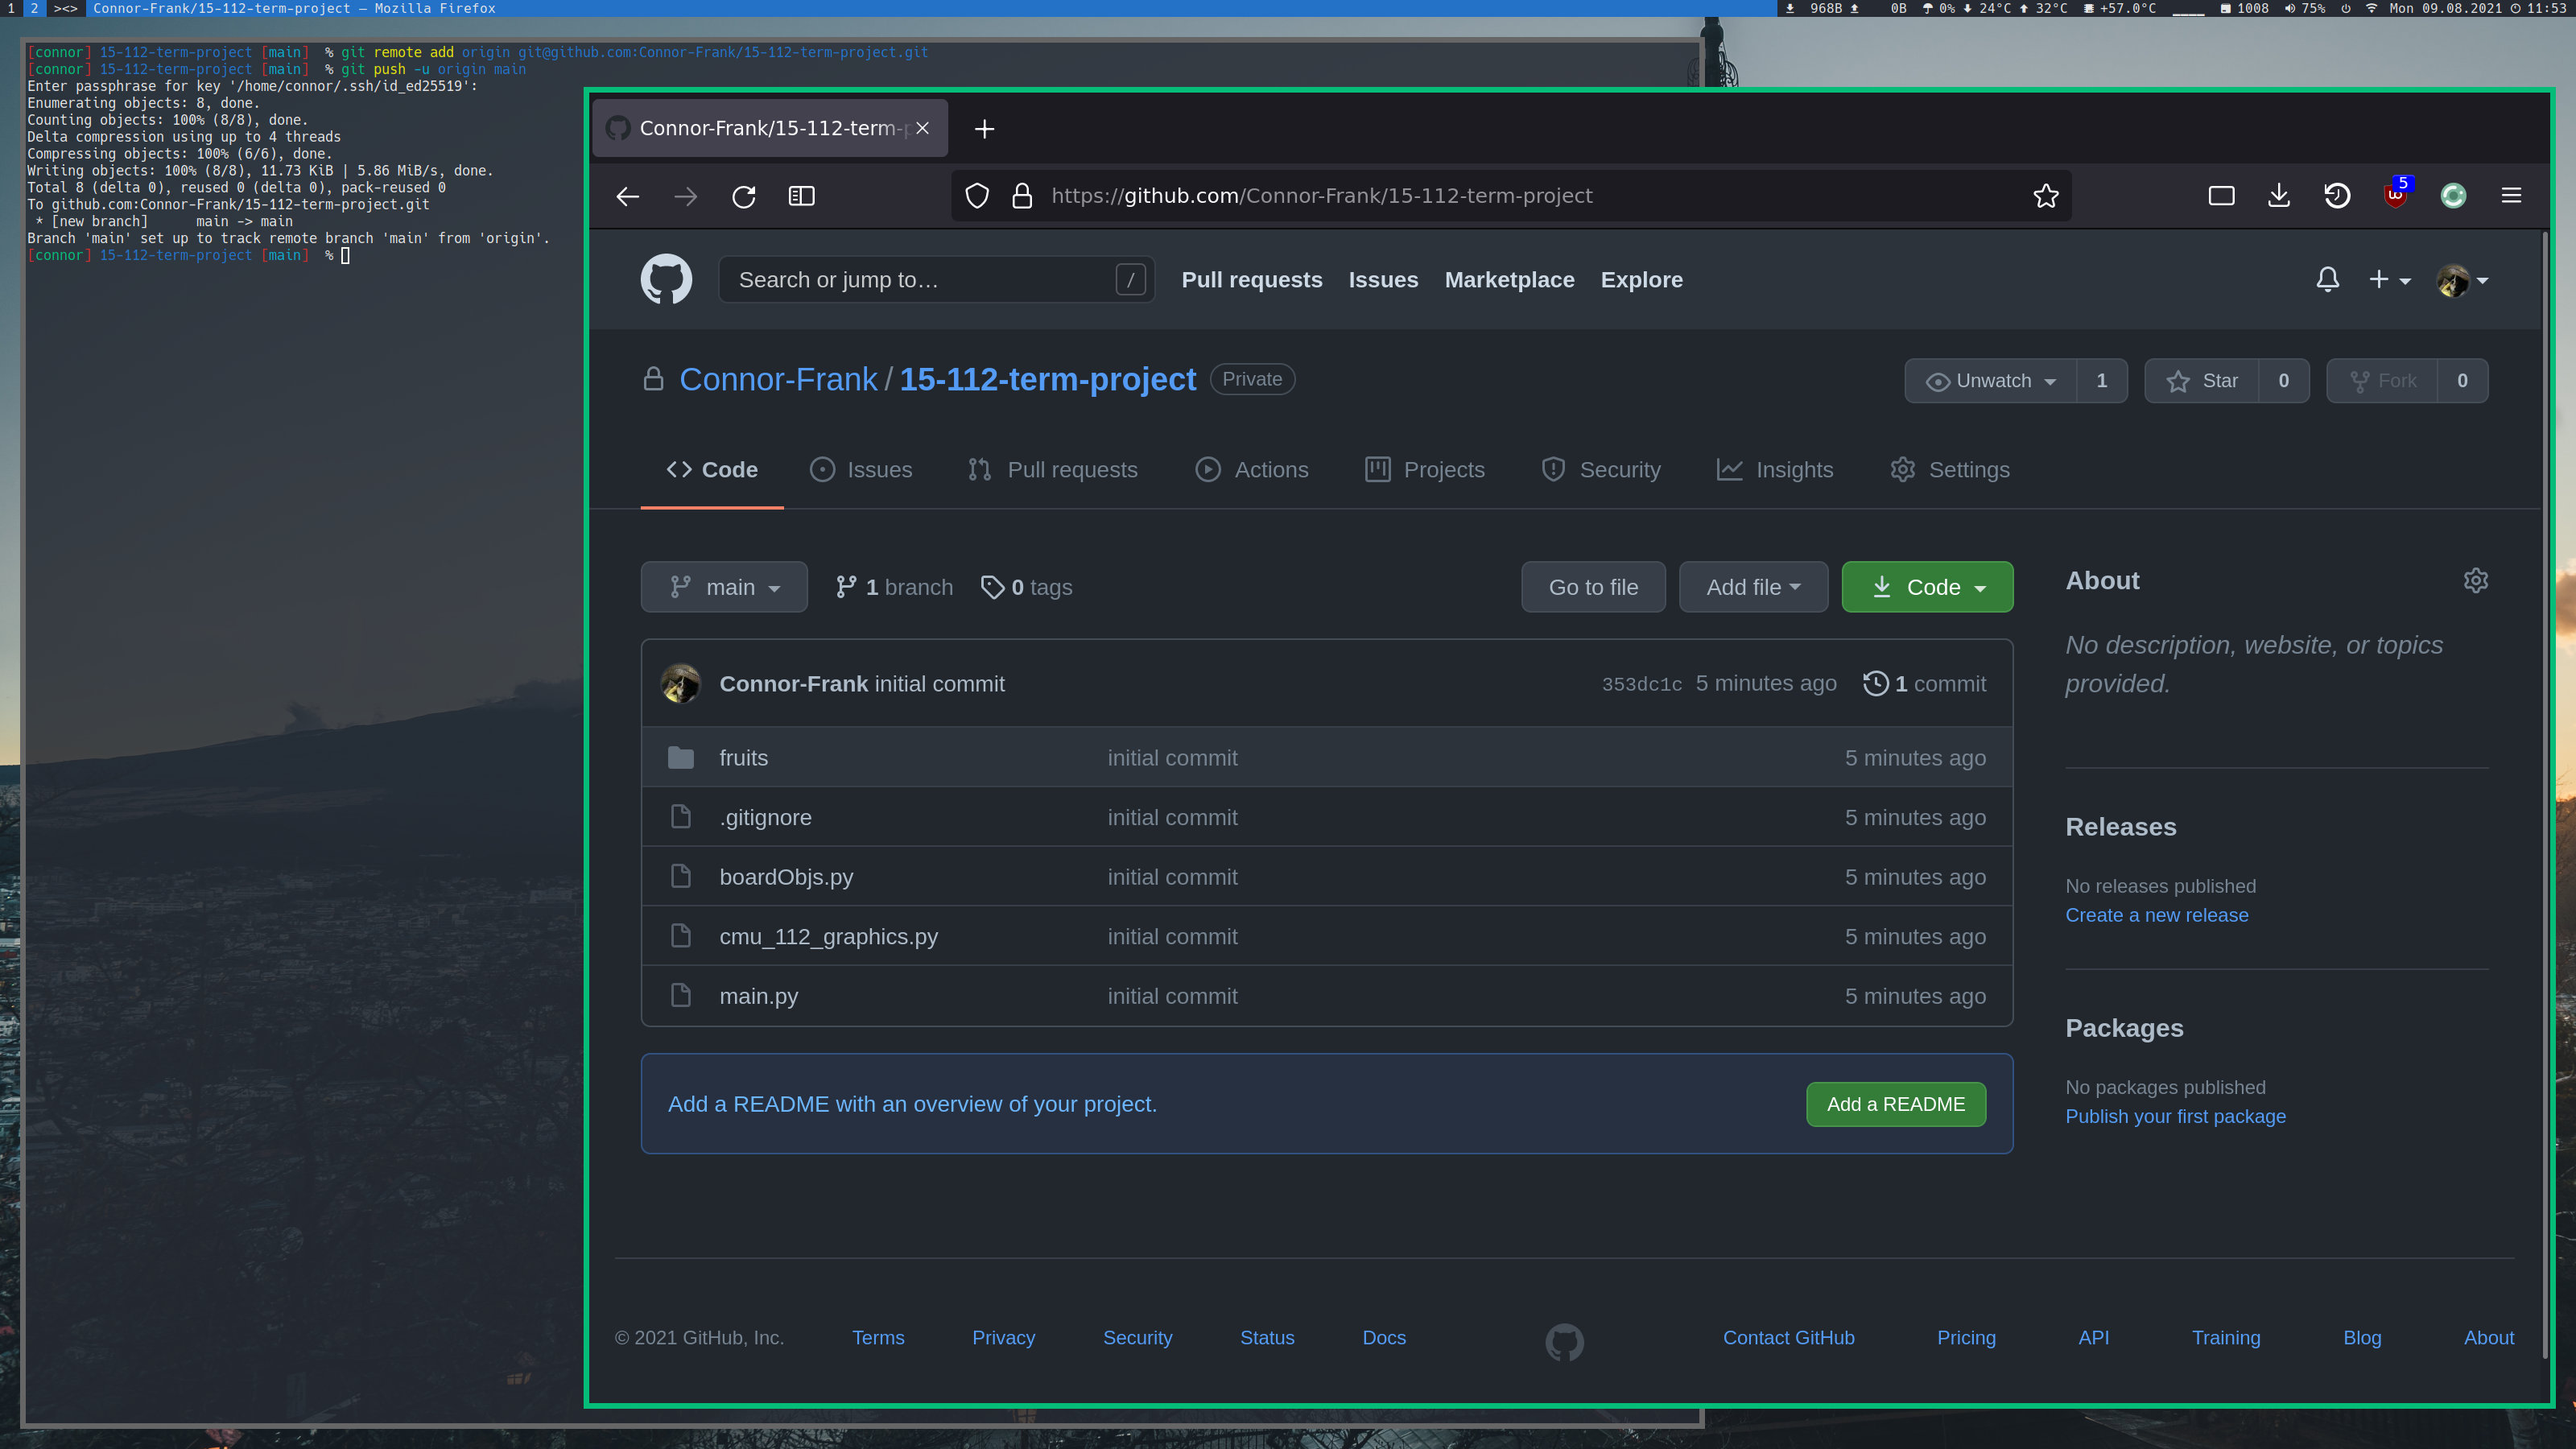 1 2 ><> Connor-Frank/15-112-term-project — Mozilla Firefox 968B 0B 0% 24°C 32°C +57.0°C ____ 1008 75% Mon 09.08.2021 11:53
[connor] 15-112-term-project [main] % git remote add origin git@github.com:Connor-Frank/15-112-term-project.git
[connor] 15-112-term-project [main] % git push -u origin main
Enter passphrase for key '/home/connor/.ssh/id_ed25519':
Enumerating objects: 8, done.
Counting objects: 100% (8/8), done.
Delta compression using up to 4 threads
Compressing objects: 100% (6/6), done.
Writing objects: 100% (8/8), 11.73 KiB | 5.86 MiB/s, done.
Total 8 (delta 0), reused 0 (delta 0), pack-reused 0
To github.com:Connor-Frank/15-112-term-project.git
* [new branch] main -> main
Branch 'main' set up to track remote branch 'main' from 'origin'.
[connor] 15-112-term-project [main] %
Connor-Frank/15-112-term-p
https://github.com/Connor-Frank/15-112-term-project 5
Search or jump to… / Pull requests Issues Marketplace Explore
Connor-Frank / 15-112-term-project Private Unwatch 1 Star 0 Fork 0
Code Issues Pull requests Actions Projects Security Insights Settings
main 1 branch 0 tags Go to file Add file Code
Connor-Frank initial commit 353dc1c 5 minutes ago 1 commit
fruits initial commit 5 minutes ago
.gitignore initial commit 5 minutes ago
boardObjs.py initial commit 5 minutes ago
cmu_112_graphics.py initial commit 5 minutes ago
main.py initial commit 5 minutes ago
Add a README with an overview of your project. Add a README
About
No description, website, or topics
provided.
Releases
No releases published
Create a new release
Packages
No packages published
Publish your first package
© 2021 GitHub, Inc. Terms Privacy Security Status Docs Contact GitHub Pricing API Training Blog About